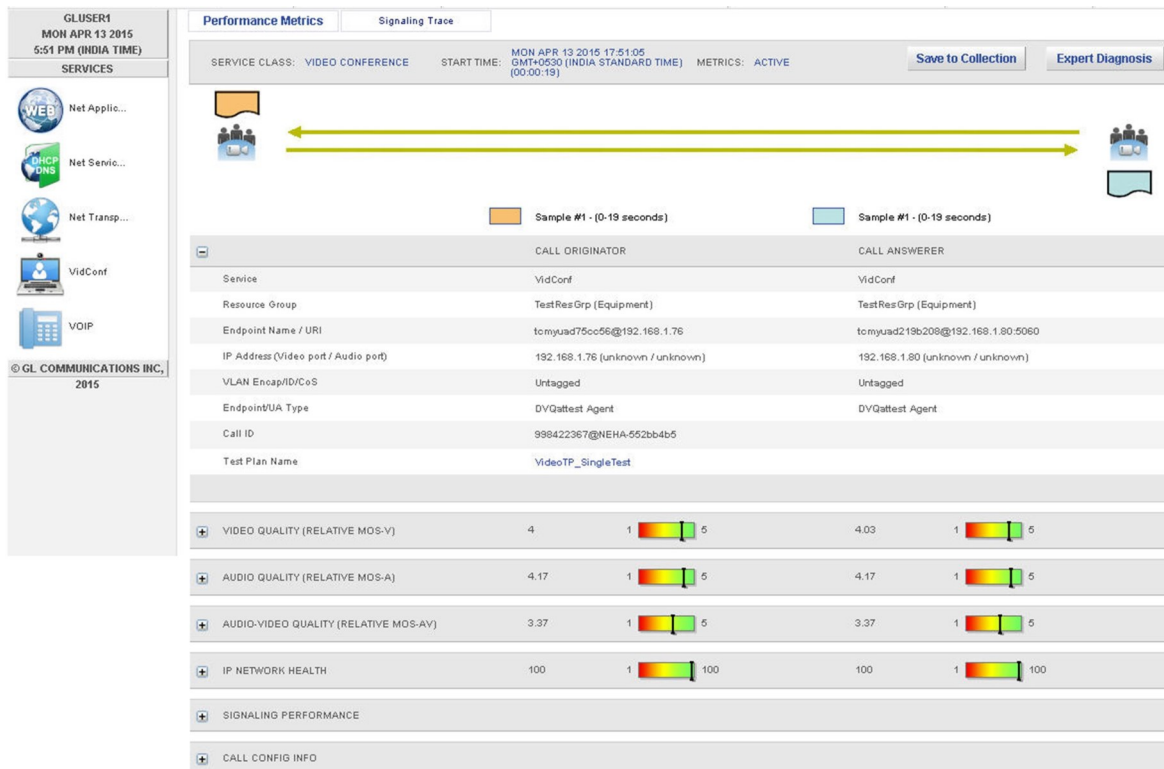 GLUSER1
MON APR 13 2015
5:51 PM (INDIA TIME)
SERVICES
WEB
Net Applic...
DHCP
DNS
Net Servic...
Net Transp...
VidConf
VOIP
© GL COMMUNICATIONS INC,
2015
Performance Metrics
Signaling Trace
SERVICE CLASS: VIDEO CONFERENCE
START TIME: MON APR 13 2015 17:51:05
GMT+0530 (INDIA STANDARD TIME)
(00:00:19)
METRICS: ACTIVE
Save to Collection
Expert Diagnosis
Sample #1 - (0-19 seconds)
Sample #1 - (0-19 seconds)
CALL ORIGINATOR CALL ANSWERER
Service VidConf VidConf
Resource Group TestResGrp (Equipment) TestResGrp (Equipment)
Endpoint Name / URI tcmyuad75cc56@192.168.1.76 tcmyuad219b208@192.168.1.80:5060
IP Address (Video port / Audio port) 192.168.1.76 (unknown / unknown) 192.168.1.80 (unknown / unknown)
VLAN Encap/ID/CoS Untagged Untagged
Endpoint/UA Type DVQattest Agent DVQattest Agent
Call ID 998422367@NEHA-552bb4b5
Test Plan Name VideoTP_SingleTest
VIDEO QUALITY (RELATIVE MOS-V) 4 1 5 4.03 1 5
AUDIO QUALITY (RELATIVE MOS-A) 4.17 1 5 4.17 1 5
AUDIO-VIDEO QUALITY (RELATIVE MOS-AV) 3.37 1 5 3.37 1 5
IP NETWORK HEALTH 100 1 100 100 1 100
SIGNALING PERFORMANCE
CALL CONFIG INFO